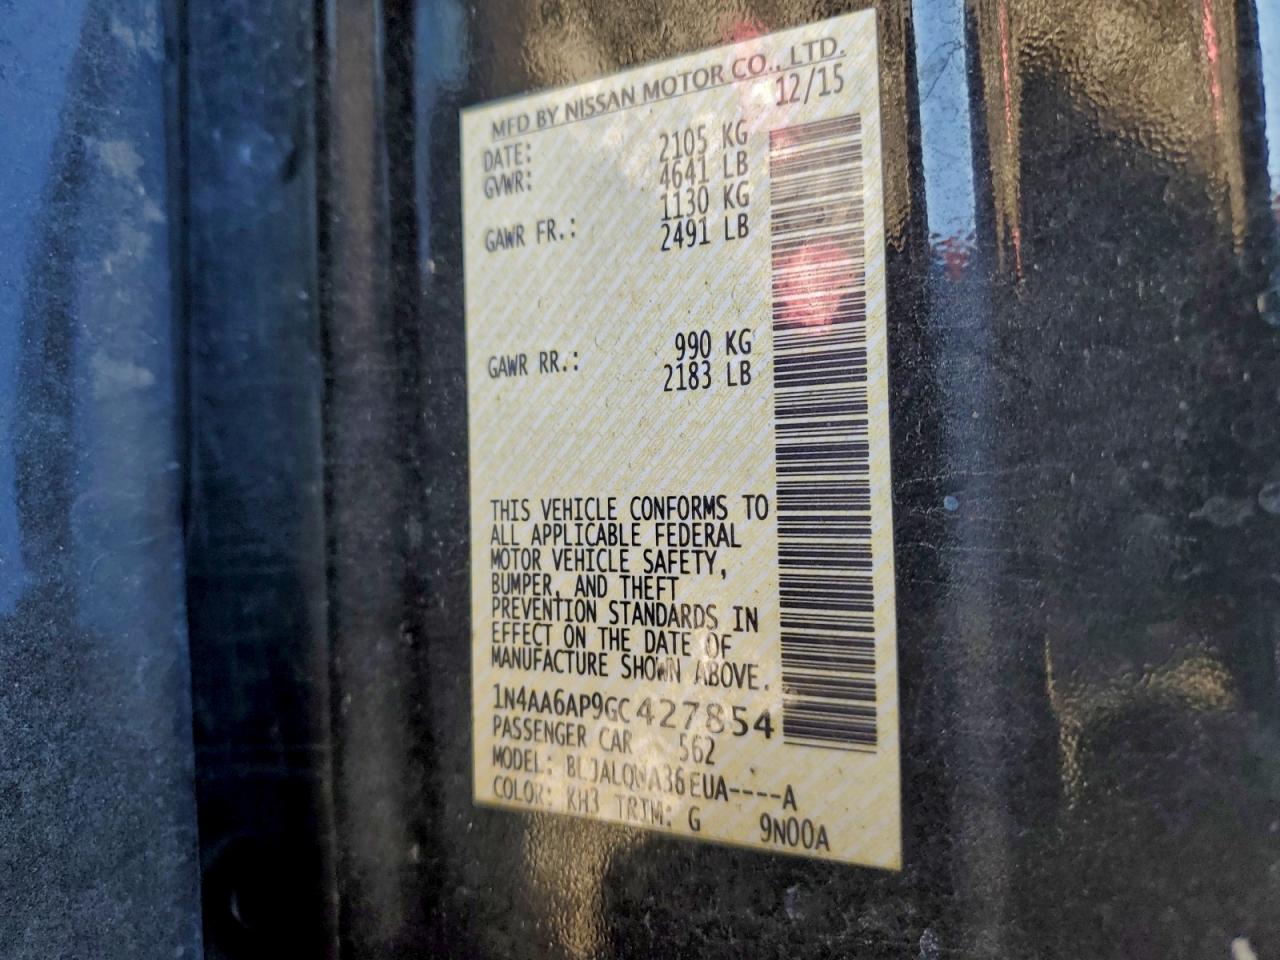 MFD BY NISSAN MOTOR CO., LTD.
DATE: 12/15
GVWR: 2105 KG
4641 LB
GAWR FR.: 1130 KG
2491 LB
GAWR RR.: 990 KG
2183 LB
THIS VEHICLE CONFORMS TO
ALL APPLICABLE FEDERAL
MOTOR VEHICLE SAFETY,
BUMPER, AND THEFT
PREVENTION STANDARDS IN
EFFECT ON THE DATE OF
MANUFACTURE SHOWN ABOVE.
1N4AA6AP9GC427854
PASSENGER CAR 562
MODEL:
COLOR: KH3 TRIM: G 9N00A